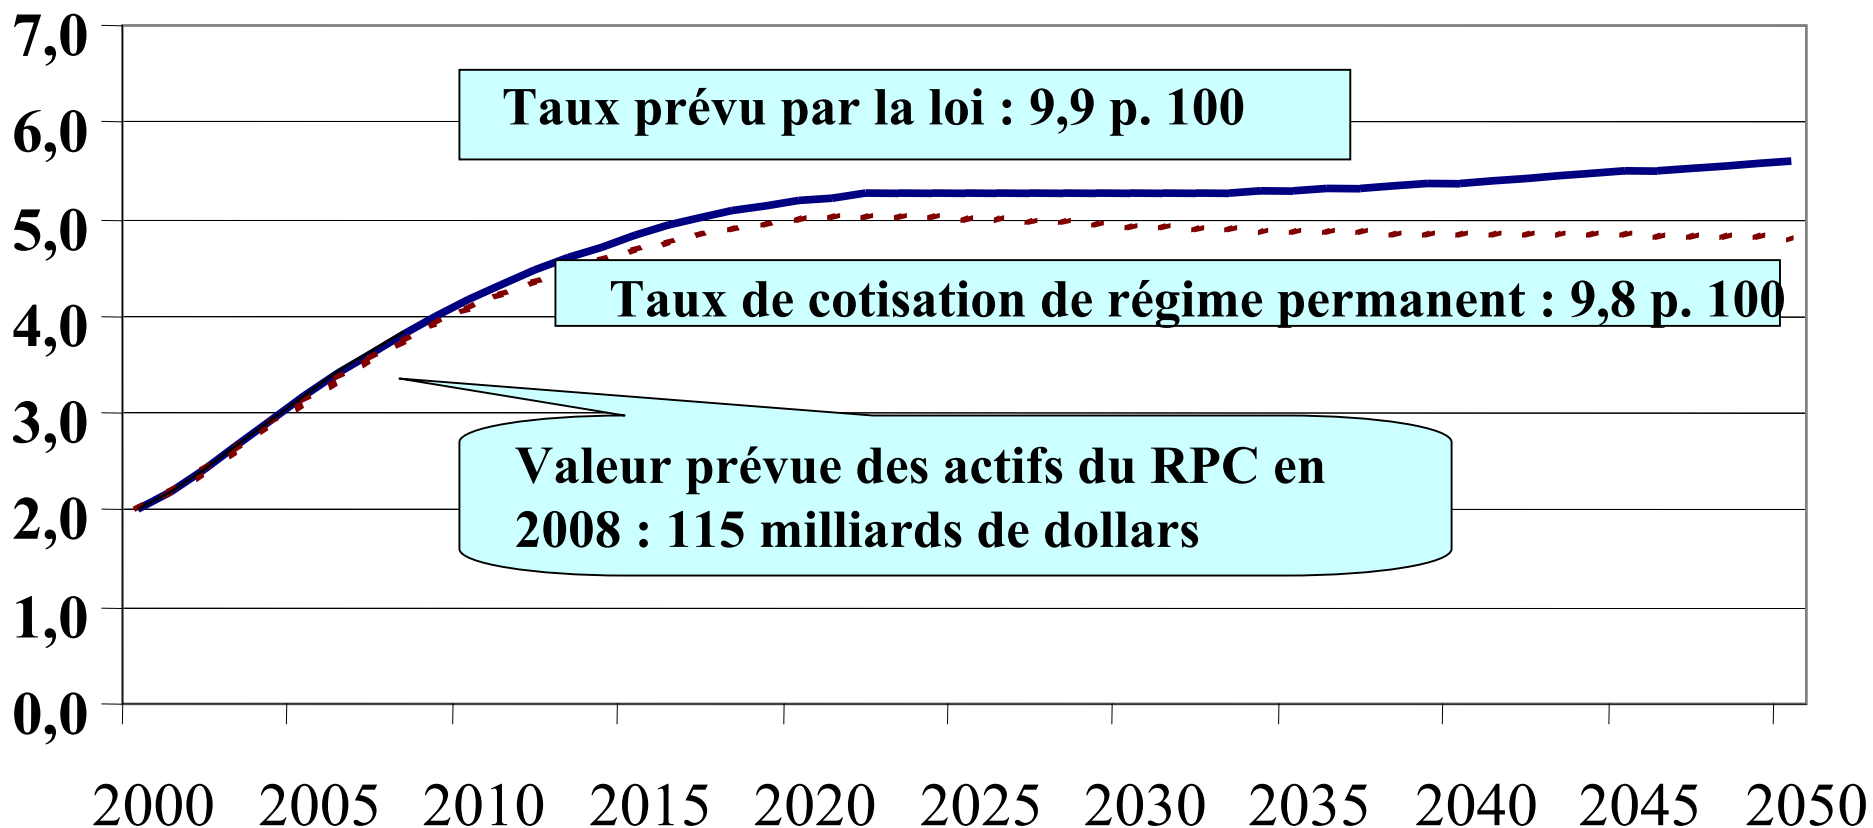 7,0
Taux prévu par la loi : 9,9 p. 100
6,0
5,0
Taux de cotisation de régime permanent : 9,8 p. 100
4,0
3,0
Valeur prévue des actifs du RPC en
2008 : 115 milliards de dollars
2,0
1,0
0,0
2000 2005 2010 2015 2020 2025 2030 2035 2040 2045 2050